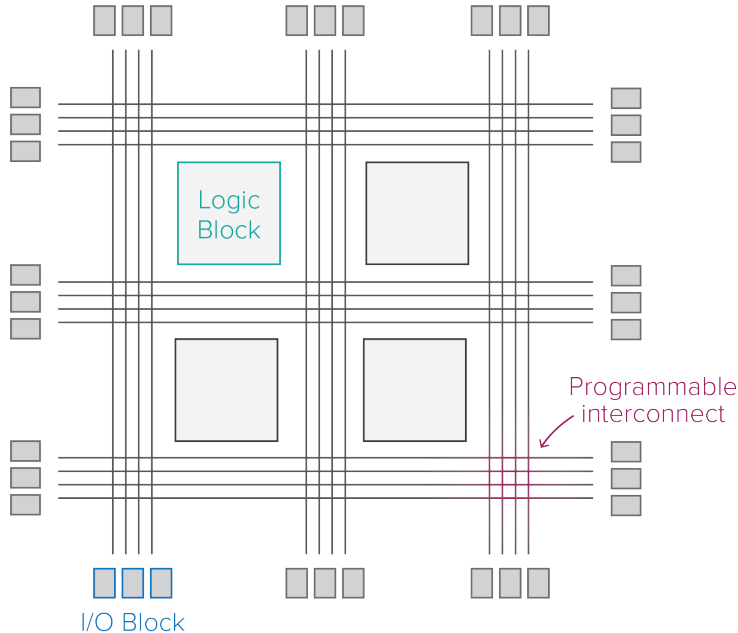 Logic
Block
Programmable
interconnect
I/O Block